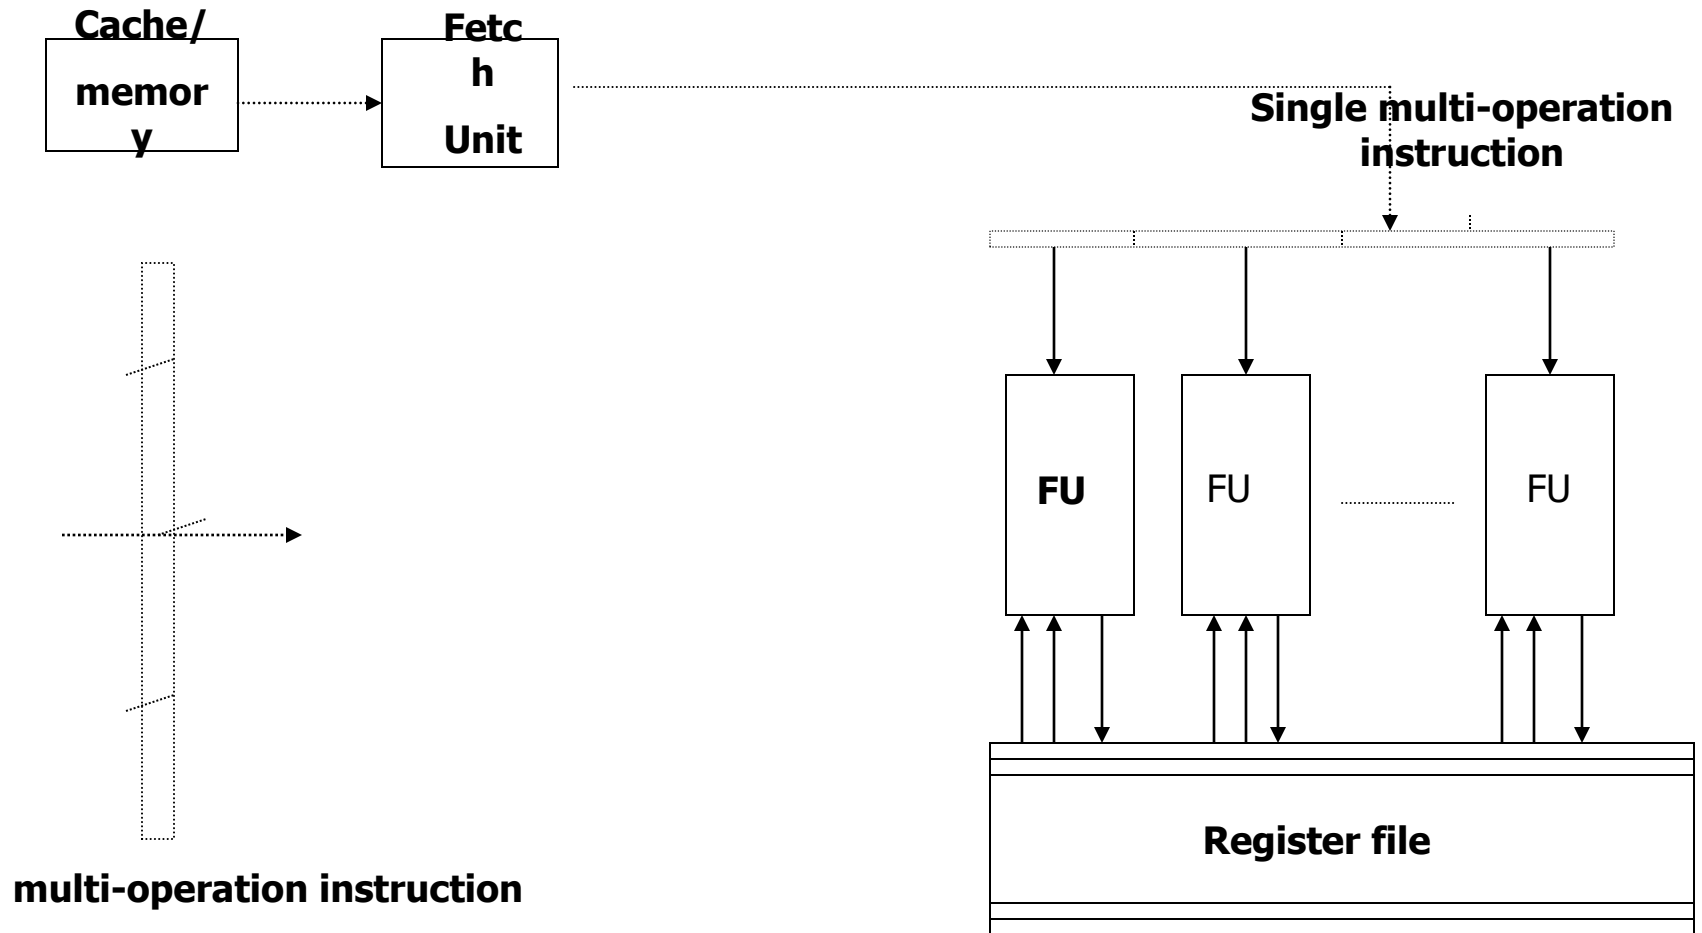 Cache/
memor
y
Fetc
h
Unit
Single multi-operation
instruction
FU
FU
FU
Register file
multi-operation instruction